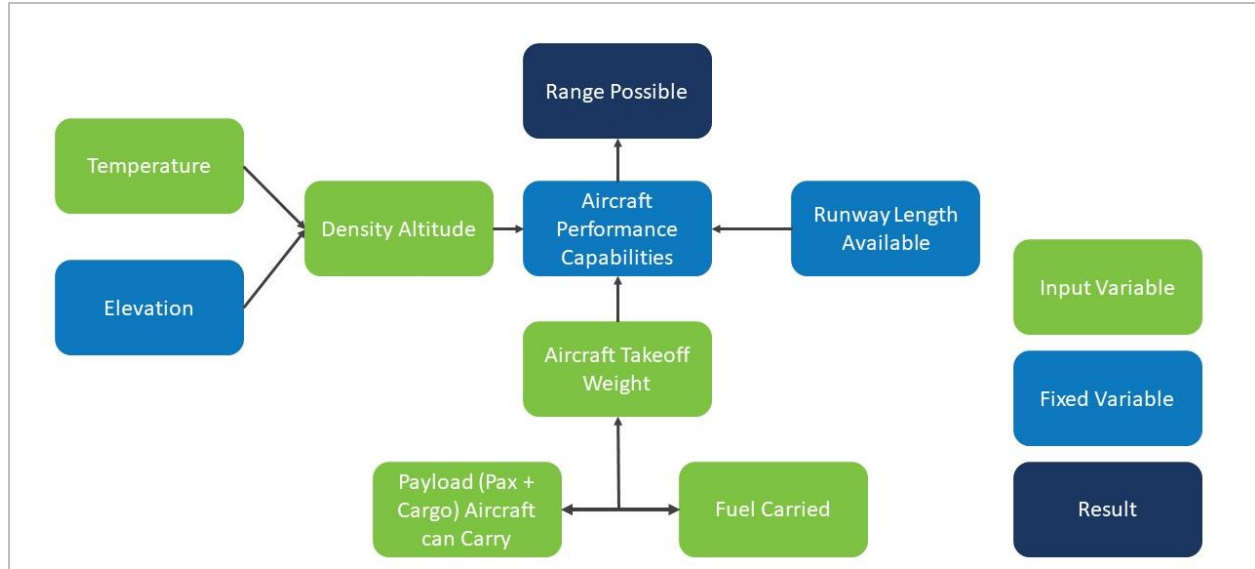 Range Possible
Temperature
Density Altitude
Aircraft
Performance
Capabilities
Runway Length
Available
Elevation
Input Variable
Aircraft Takeoff
Weight
Fixed Variable
Payload (Pax +
Cargo) Aircraft
can Carry
Fuel Carried
Result